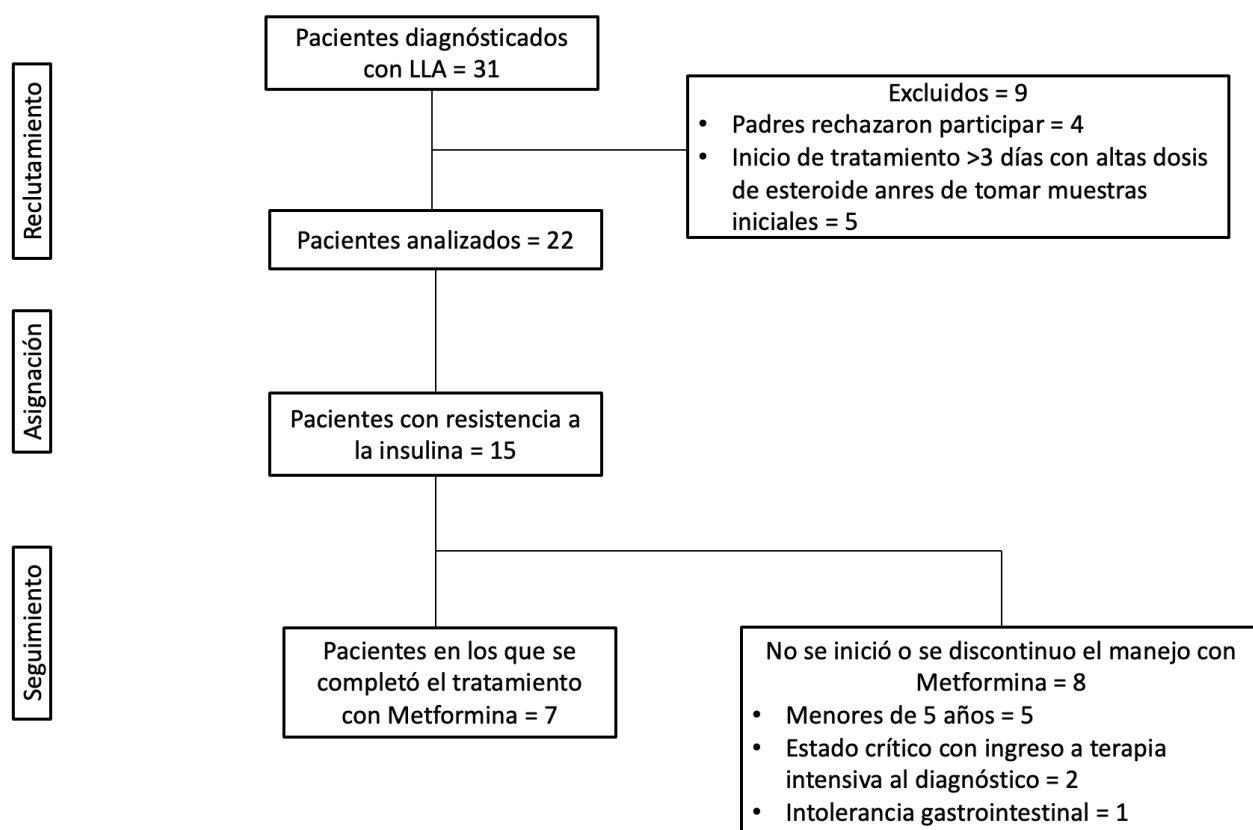 Reclutamiento
Pacientes diagnósticados
con LLA = 31
Excluidos = 9
• Padres rechazaron participar = 4
• Inicio de tratamiento >3 días con altas dosis
de esteroide anres de tomar muestras
iniciales = 5
Pacientes analizados = 22
Asignación
Pacientes con resistencia a
la insulina = 15
Seguimiento
Pacientes en los que se
completó el tratamiento
con Metformina = 7
No se inició o se discontinuo el manejo con
Metformina = 8
• Menores de 5 años = 5
• Estado crítico con ingreso a terapia
intensiva al diagnóstico = 2
• Intolerancia gastrointestinal = 1